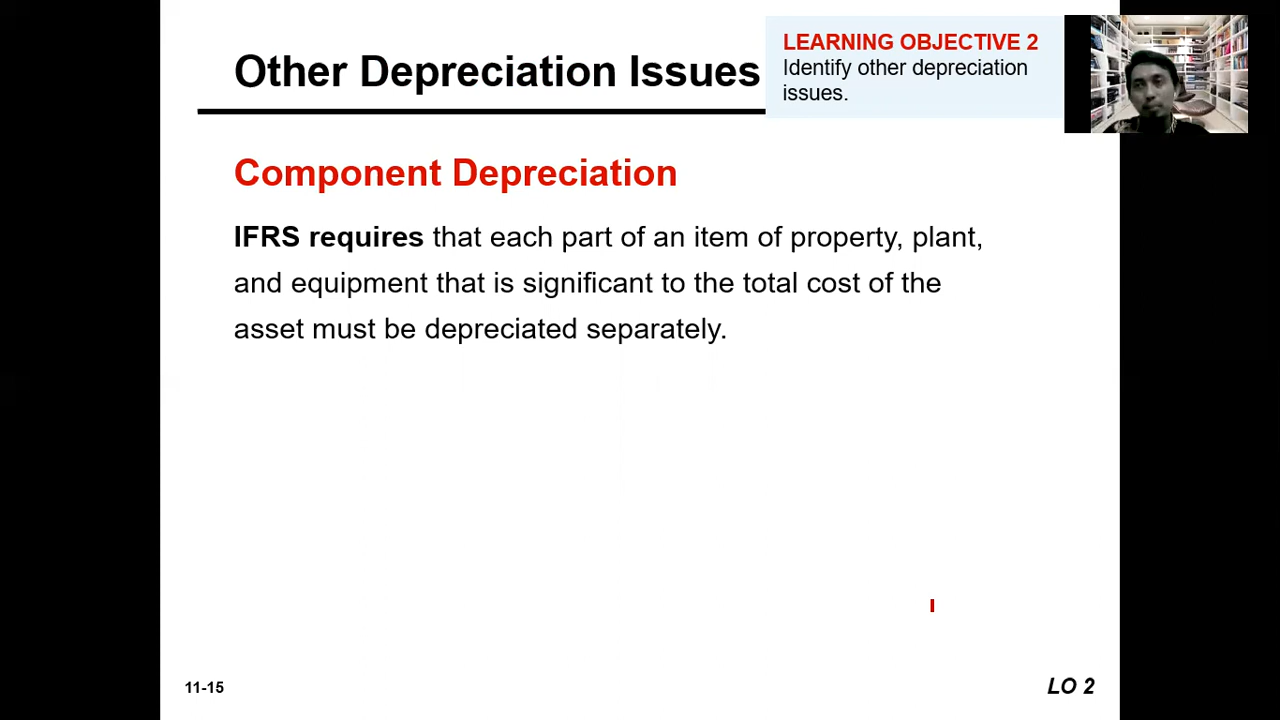 Other Depreciation Issues
LEARNING OBJECTIVE 2
Identify other depreciation
issues.
Component Depreciation
IFRS requires that each part of an item of property, plant,
and equipment that is significant to the total cost of the
asset must be depreciated separately.
11-15
LO 2